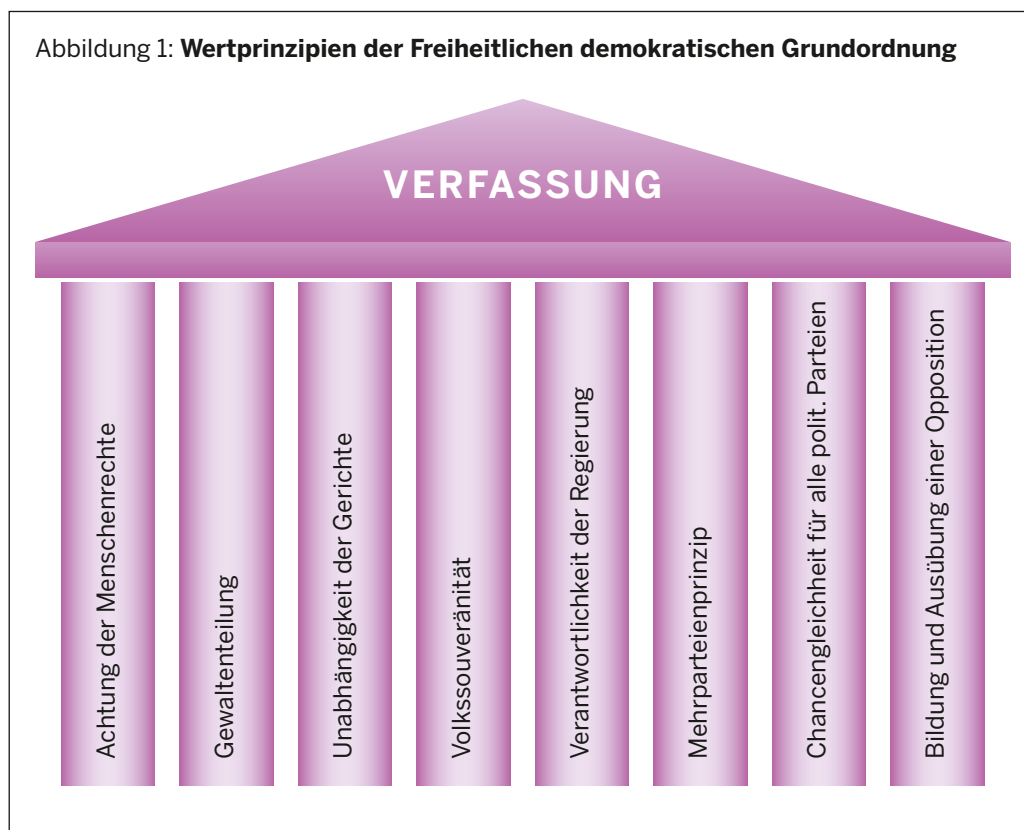 Abbildung 1: Wertprinzipien der Freiheitlichen demokratischen Grundordnung
VERFASSUNG
Achtung der Menschenrechte
Gewaltenteilung
Unabhängigkeit der Gerichte
Volkssouveränität
Verantwortlichkeit der Regierung
Mehrparteienprinzip
Chancengleichheit für alle polit. Parteien
Bildung und Ausübung einer Opposition